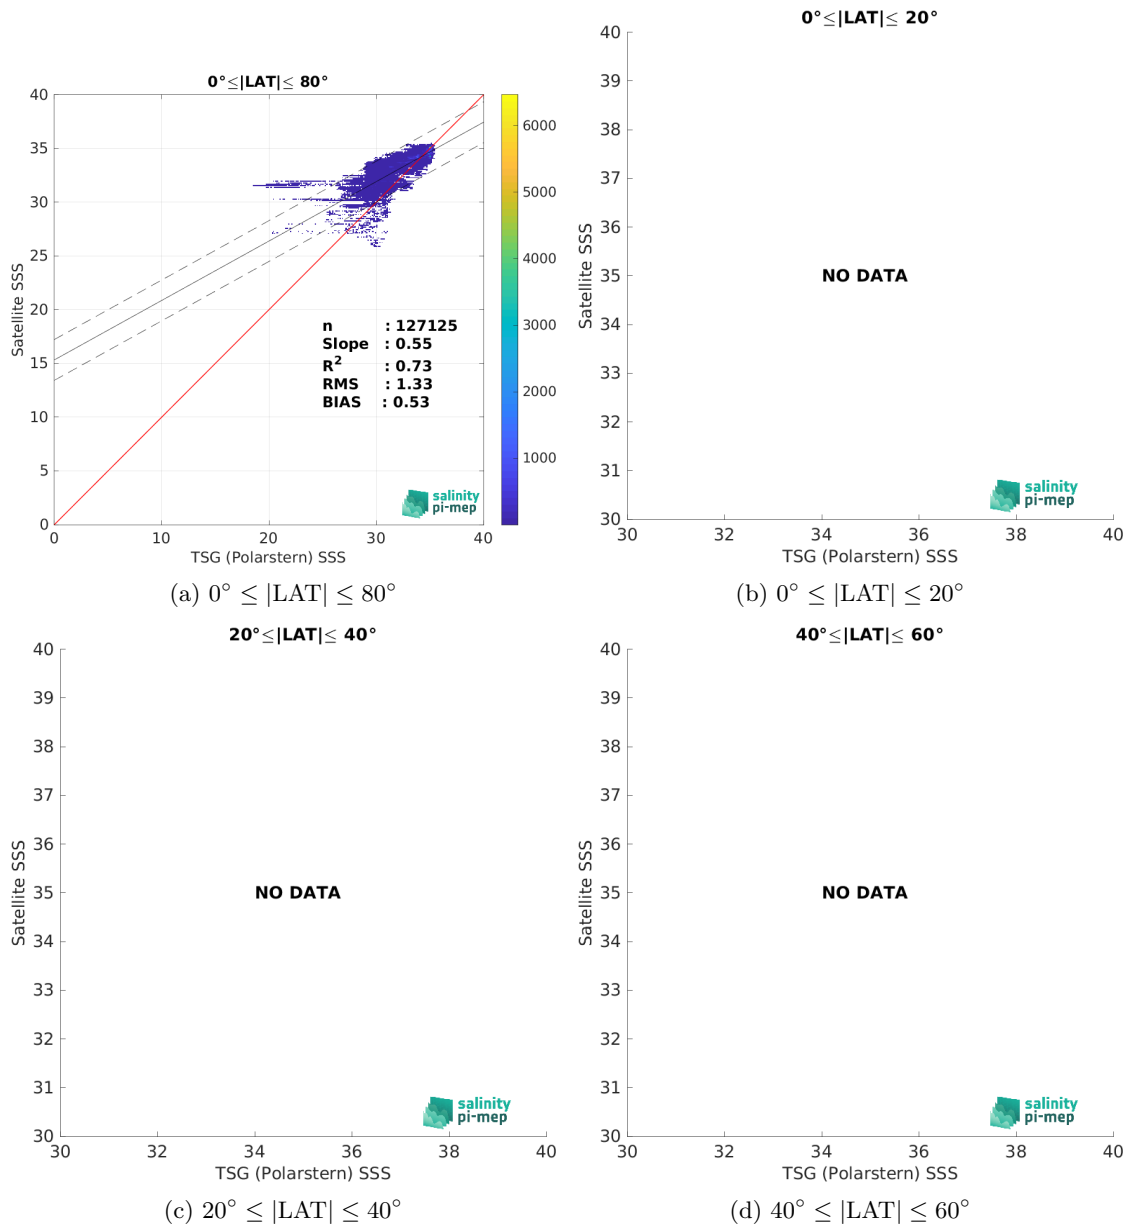 0°≤|LAT|≤ 80°
40
35
30
25
20
15
10
5
0
Satellite SSS
0
10
20
30
40
TSG (Polarstern) SSS
6000
5000
4000
3000
2000
1000
n : 127125
Slope : 0.55
R² : 0.73
RMS : 1.33
BIAS : 0.53
salinity
pi-mep
(a) 0° ≤ |LAT| ≤ 80°
0°≤|LAT|≤ 20°
40
39
38
37
36
35
34
33
32
31
30
Satellite SSS
NO DATA
salinity
pi-mep
30
32
34
36
38
40
TSG (Polarstern) SSS
(b) 0° ≤ |LAT| ≤ 20°
20°≤|LAT|≤ 40°
40
39
38
37
36
35
34
33
32
31
30
Satellite SSS
NO DATA
salinity
pi-mep
30
32
34
36
38
40
TSG (Polarstern) SSS
(c) 20° ≤ |LAT| ≤ 40°
40°≤|LAT|≤ 60°
40
39
38
37
36
35
34
33
32
31
30
Satellite SSS
NO DATA
salinity
pi-mep
30
32
34
36
38
40
TSG (Polarstern) SSS
(d) 40° ≤ |LAT| ≤ 60°